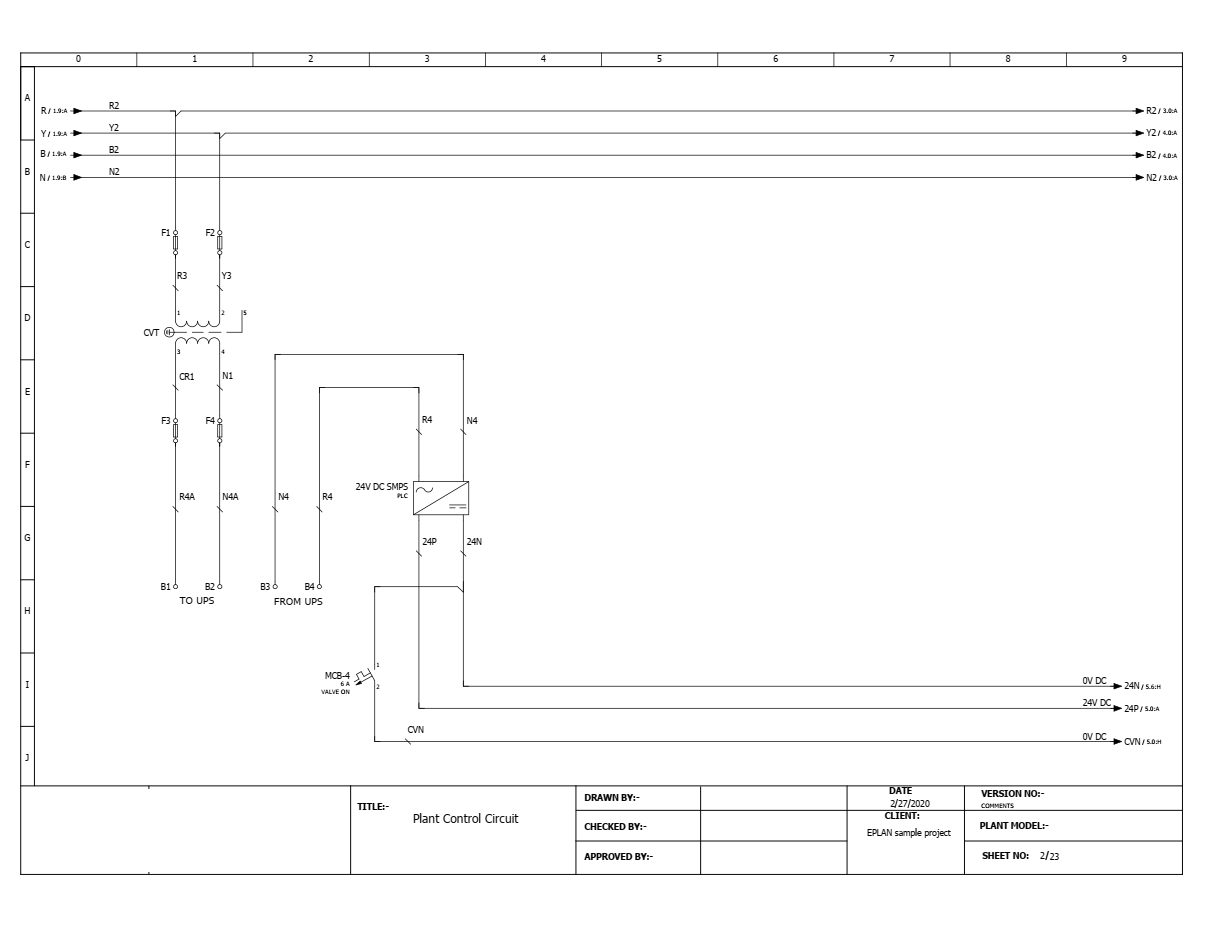 0 1 2 3 4 5 6 7 8 9
A
R / 1.9:A R2 R2 / 3.0:A
Y / 1.9:A Y2 Y2 / 4.0:A
B / 1.9:A B2 B2 / 4.0:A
B
N / 1.9:B N2 N2 / 3.0:A
F1 F2
C
R3 Y3
1 2 5
D
CVT
3 4
CR1 N1
E
F3 F4 R4 N4
F
24V DC SMPS
PLC
R4A N4A N4 R4
G
24P 24N
B1 B2 B3 B4
TO UPS FROM UPS
H
1
MCB-4
6 A
VALVE ON
2
I
0V DC 24N / 5.6:H
24V DC 24P / 5.0:A
CVN 0V DC CVN / 5.0:H
J
TITLE:-
Plant Control Circuit
DRAWN BY:-
CHECKED BY:-
APPROVED BY:-
DATE
2/27/2020
CLIENT:
EPLAN sample project
VERSION NO:-
COMMENTS
PLANT MODEL:-
SHEET NO: 2/23